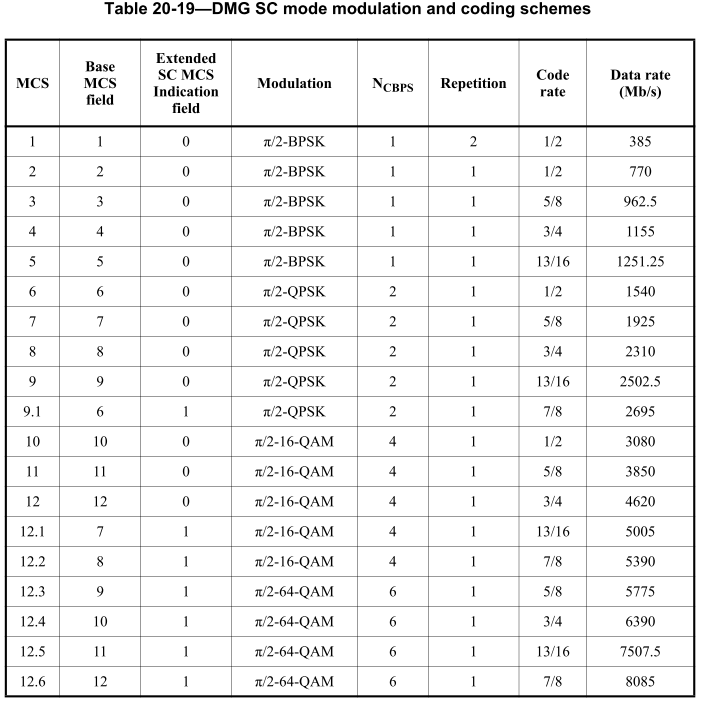 Table 20-19—DMG SC mode modulation and coding schemes
MCS Base MCS field Extended SC MCS Indication field Modulation NCBPS Repetition Code rate Data rate (Mb/s)
1 1 0 π/2-BPSK 1 2 1/2 385
2 2 0 π/2-BPSK 1 1 1/2 770
3 3 0 π/2-BPSK 1 1 5/8 962.5
4 4 0 π/2-BPSK 1 1 3/4 1155
5 5 0 π/2-BPSK 1 1 13/16 1251.25
6 6 0 π/2-QPSK 2 1 1/2 1540
7 7 0 π/2-QPSK 2 1 5/8 1925
8 8 0 π/2-QPSK 2 1 3/4 2310
9 9 0 π/2-QPSK 2 1 13/16 2502.5
9.1 6 1 π/2-QPSK 2 1 7/8 2695
10 10 0 π/2-16-QAM 4 1 1/2 3080
11 11 0 π/2-16-QAM 4 1 5/8 3850
12 12 0 π/2-16-QAM 4 1 3/4 4620
12.1 7 1 π/2-16-QAM 4 1 13/16 5005
12.2 8 1 π/2-16-QAM 4 1 7/8 5390
12.3 9 1 π/2-64-QAM 6 1 5/8 5775
12.4 10 1 π/2-64-QAM 6 1 3/4 6390
12.5 11 1 π/2-64-QAM 6 1 13/16 7507.5
12.6 12 1 π/2-64-QAM 6 1 7/8 8085